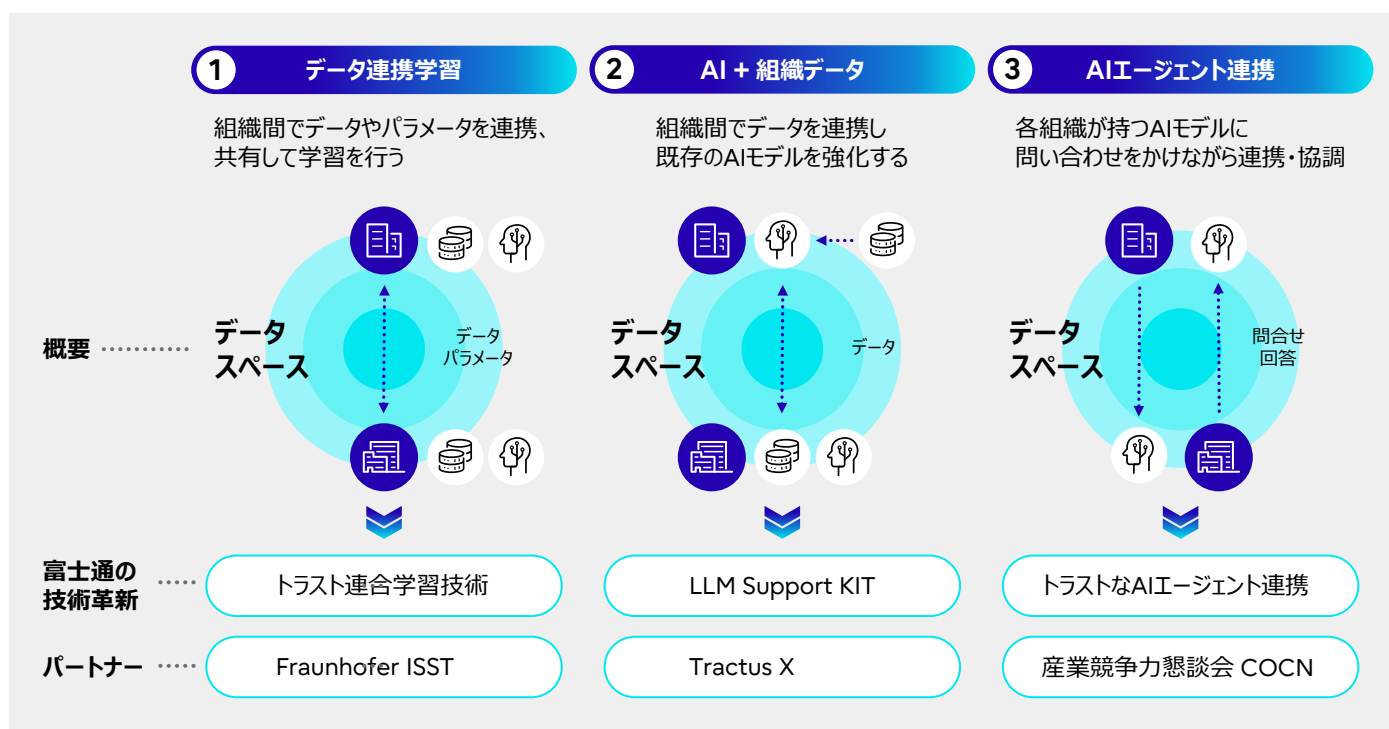 1 データ連携学習
組織間でデータやパラメータを連携、
共有して学習を行う
2 AI + 組織データ
組織間でデータを連携し
既存のAIモデルを強化する
3 AIエージェント連携
各組織が持つAIモデルに
問い合わせをかけながら連携・協調
概要
データ
スペース
データ
パラメータ
データ
スペース
データ
データ
スペース
問合せ
回答
富士通の
技術革新
トラスト連合学習技術
LLM Support KIT
トラストなAIエージェント連携
パートナー
Fraunhofer ISST
Tractus X
産業競争力懇談会 COCN